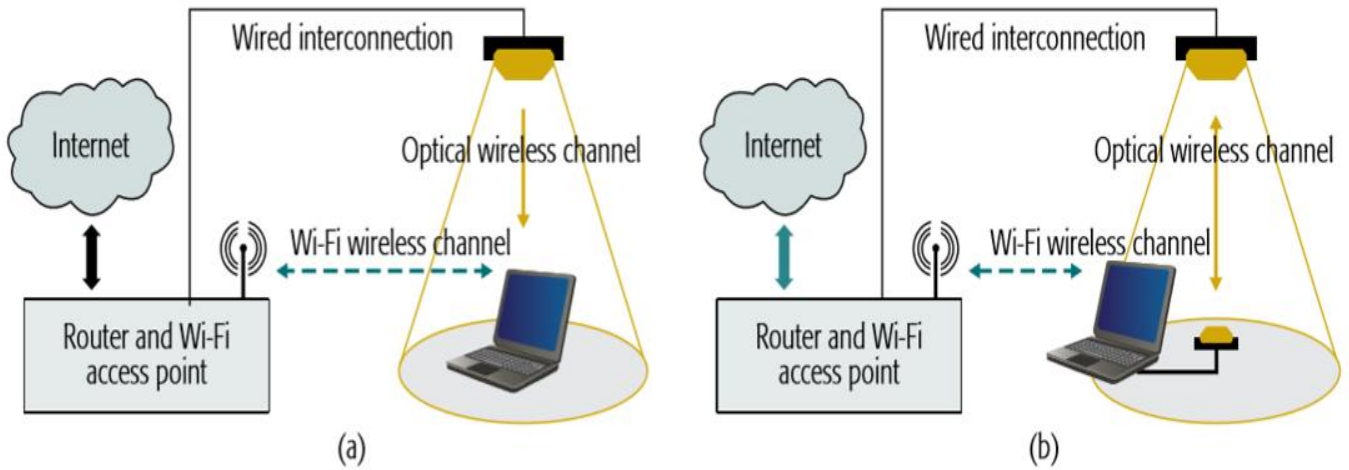 Wired interconnection
Internet
Optical wireless channel
Wi-Fi wireless channel
Router and Wi-Fi
access point
(a)
Wired interconnection
Internet
Optical wireless channel
Wi-Fi wireless channel
Router and Wi-Fi
access point
(b)